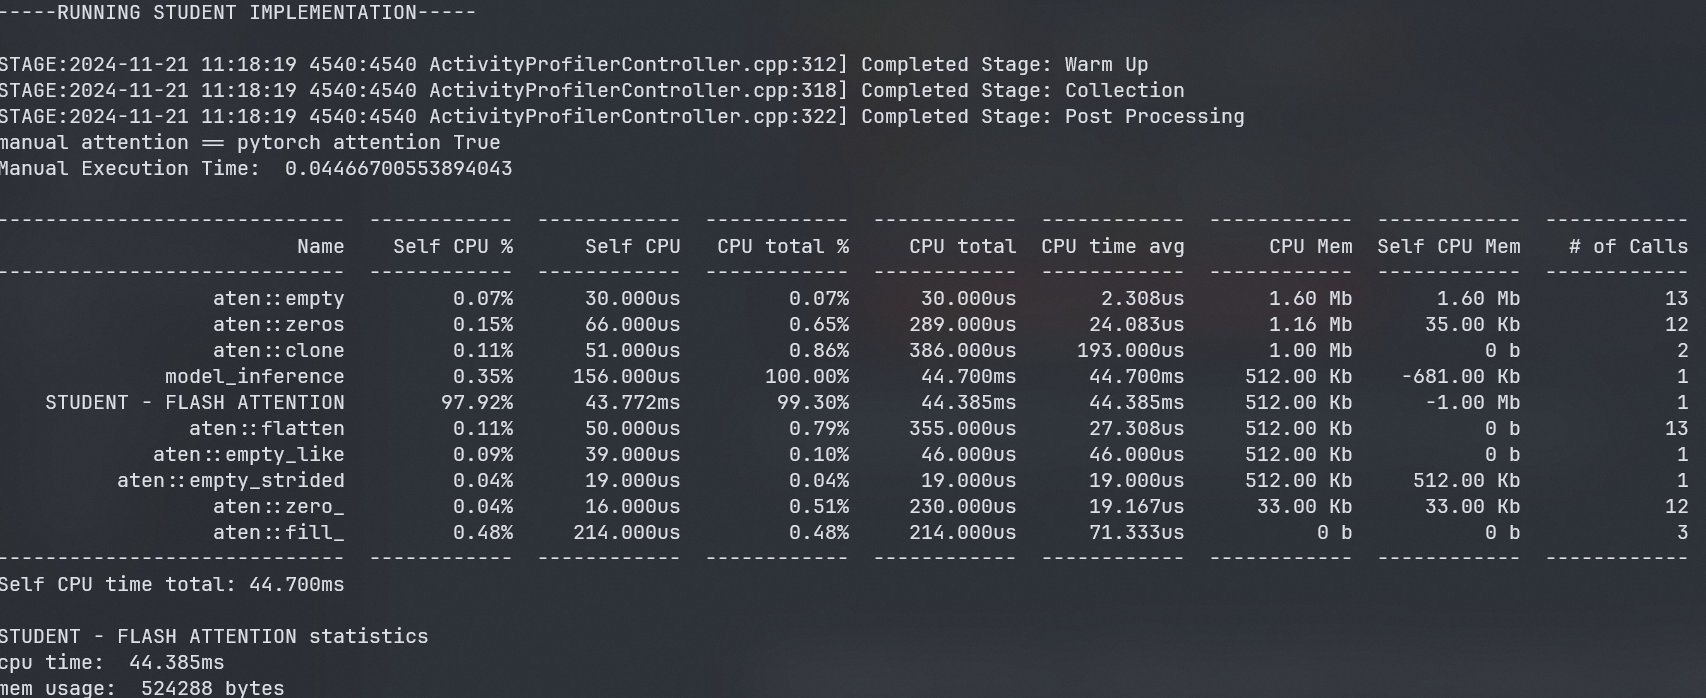 -----RUNNING STUDENT IMPLEMENTATION-----
STAGE:2024-11-21 11:18:19 4540:4540 ActivityProfilerController.cpp:312] Completed Stage: Warm Up
STAGE:2024-11-21 11:18:19 4540:4540 ActivityProfilerController.cpp:318] Completed Stage: Collection
STAGE:2024-11-21 11:18:19 4540:4540 ActivityProfilerController.cpp:322] Completed Stage: Post Processing
manual attention == pytorch attention True
Manual Execution Time:  0.04466700553894043
-----------------------------  ------------  ------------  ------------  ------------  ------------  ------------  ------------  ------------
Name    Self CPU %      Self CPU   CPU total %     CPU total  CPU time avg       CPU Mem  Self CPU Mem    # of Calls
-----------------------------  ------------  ------------  ------------  ------------  ------------  ------------  ------------  ------------
aten::empty         0.07%      30.000us         0.07%      30.000us       2.308us       1.60 Mb       1.60 Mb            13
aten::zeros         0.15%      66.000us         0.65%     289.000us      24.083us       1.16 Mb      35.00 Kb            12
aten::clone         0.11%      51.000us         0.86%     386.000us     193.000us       1.00 Mb           0 b             2
model_inference         0.35%     156.000us       100.00%      44.700ms      44.700ms     512.00 Kb    -681.00 Kb             1
STUDENT - FLASH ATTENTION        97.92%      43.772ms        99.30%      44.385ms      44.385ms     512.00 Kb      -1.00 Mb             1
aten::flatten         0.11%      50.000us         0.79%     355.000us      27.308us     512.00 Kb           0 b            13
aten::empty_like         0.09%      39.000us         0.10%      46.000us      46.000us     512.00 Kb           0 b             1
aten::empty_strided         0.04%      19.000us         0.04%      19.000us      19.000us     512.00 Kb     512.00 Kb             1
aten::zero_         0.04%      16.000us         0.51%     230.000us      19.167us      33.00 Kb      33.00 Kb            12
aten::fill_         0.48%     214.000us         0.48%     214.000us      71.333us           0 b           0 b             3
-----------------------------  ------------  ------------  ------------  ------------  ------------  ------------  ------------  ------------
Self CPU time total: 44.700ms
STUDENT - FLASH ATTENTION statistics
cpu time:  44.385ms
mem usage:  524288 bytes